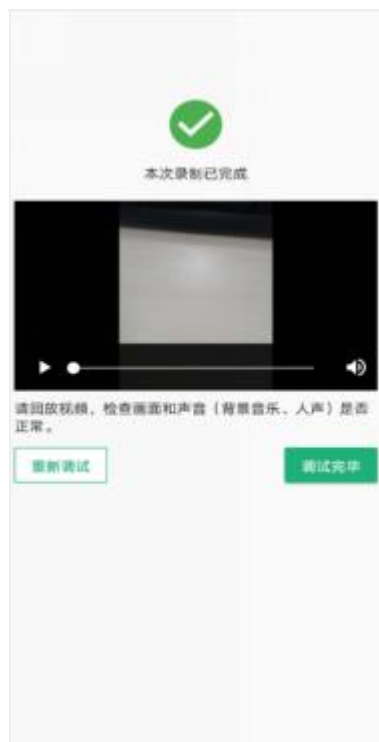 本次录制已完成
请回放视频，检查画面和声音（背景音乐、人声）是否
正常。
重新调试
调试完毕